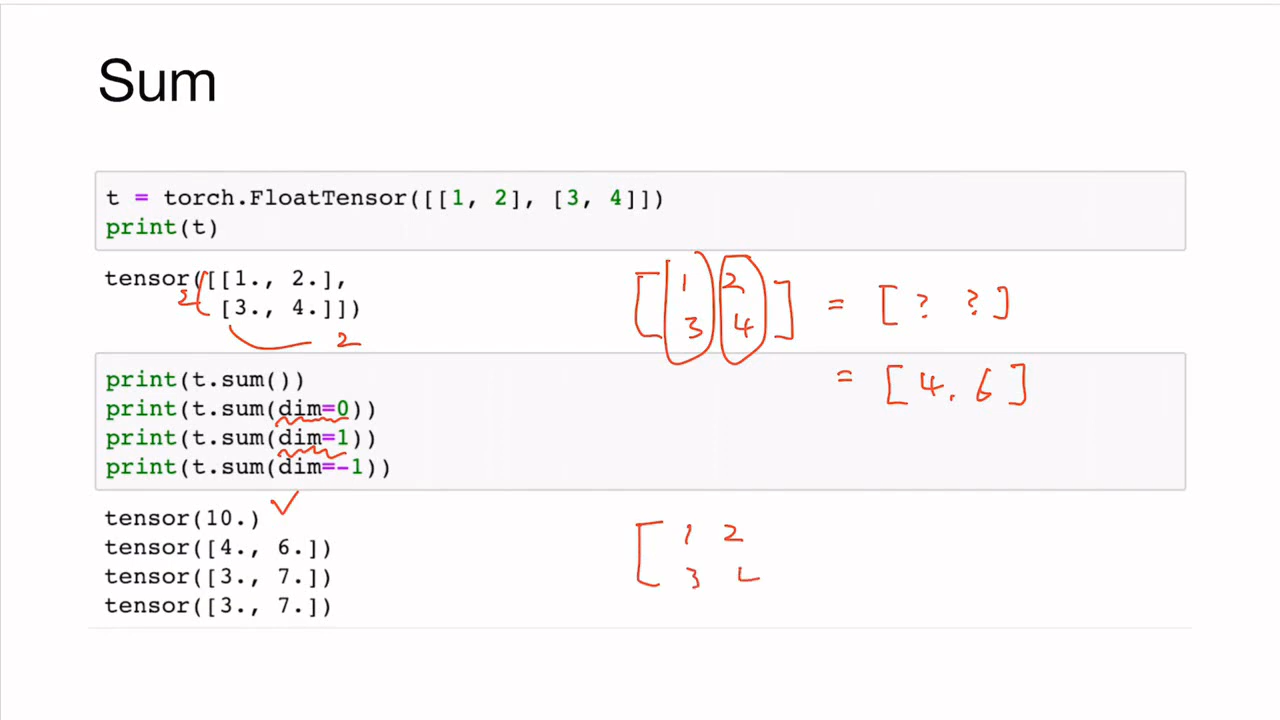 Sum
t = torch.FloatTensor([[1, 2], [3, 4]])
print(t)
tensor([[1., 2.],
[3., 4.]])
2
2
[ 1 2 ] = [ ? ? ]
3 4
= [ 4. 6 ]
print(t.sum())
print(t.sum(dim=0))
print(t.sum(dim=1))
print(t.sum(dim=-1))
tensor(10.)
tensor([4., 6.])
tensor([3., 7.])
tensor([3., 7.])
[ 1 2
3